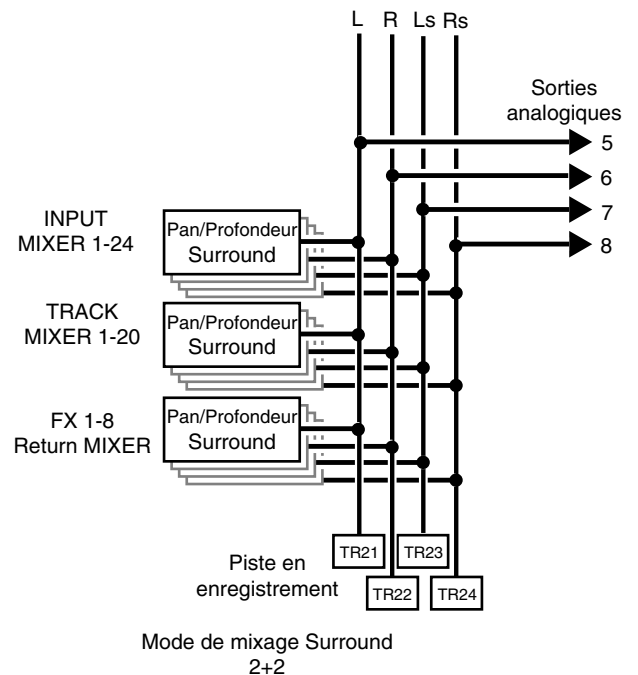 L R Ls Rs
Sorties
analogiques
5
6
7
8
INPUT
MIXER 1-24
Pan/Profondeur
Surround
TRACK
MIXER 1-20
Pan/Profondeur
Surround
FX 1-8
Return MIXER
Pan/Profondeur
Surround
Piste en
enregistrement
TR21
TR23
TR22
TR24
Mode de mixage Surround
2+2